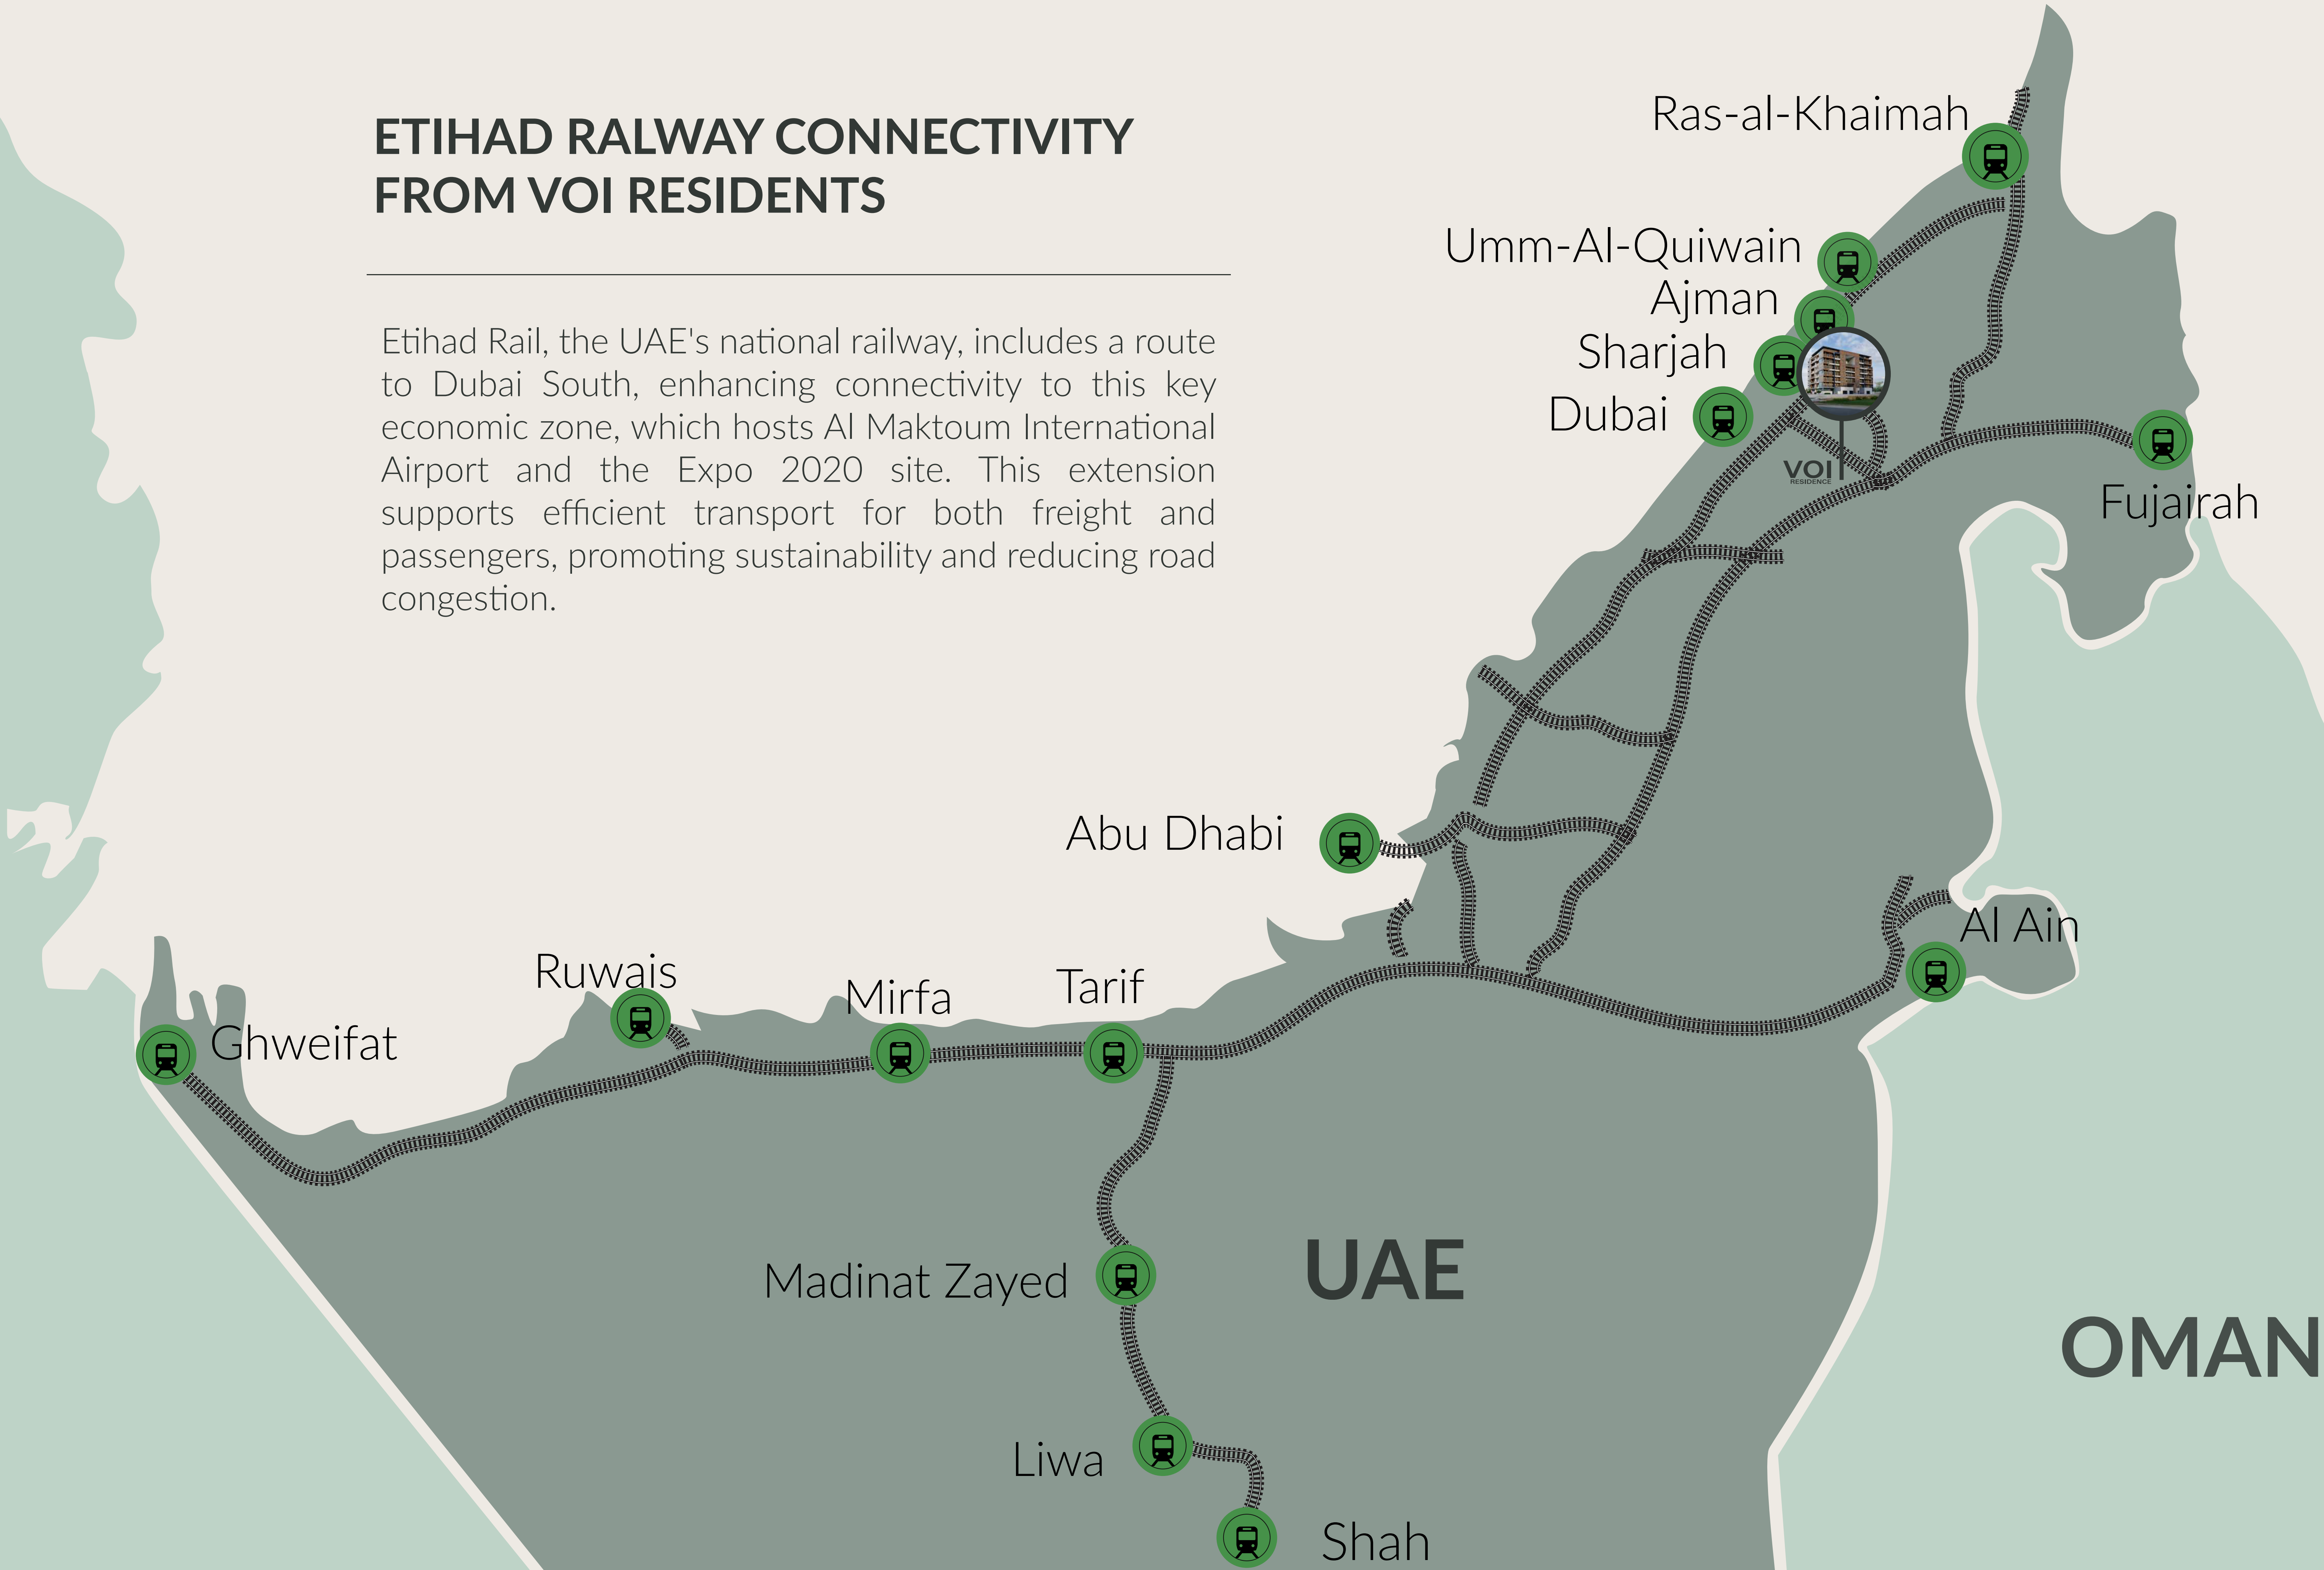 ETIHAD RALWAY CONNECTIVITY
FROM VOI RESIDENTS
Etihad Rail, the UAE's national railway, includes a route
to Dubai South, enhancing connectivity to this key
economic zone, which hosts Al Maktoum International
Airport and the Expo 2020 site. This extension
supports efficient transport for both freight and
passengers, promoting sustainability and reducing road
congestion.
Ras-al-Khaimah
Umm-Al-Quiwain
Ajman
Sharjah
Dubai
VOI
RESIDENCE
Fujairah
Abu Dhabi
Al Ain
Ruwais
Mirfa
Tarif
Ghweifat
Madinat Zayed
UAE
OMAN
Liwa
Shah